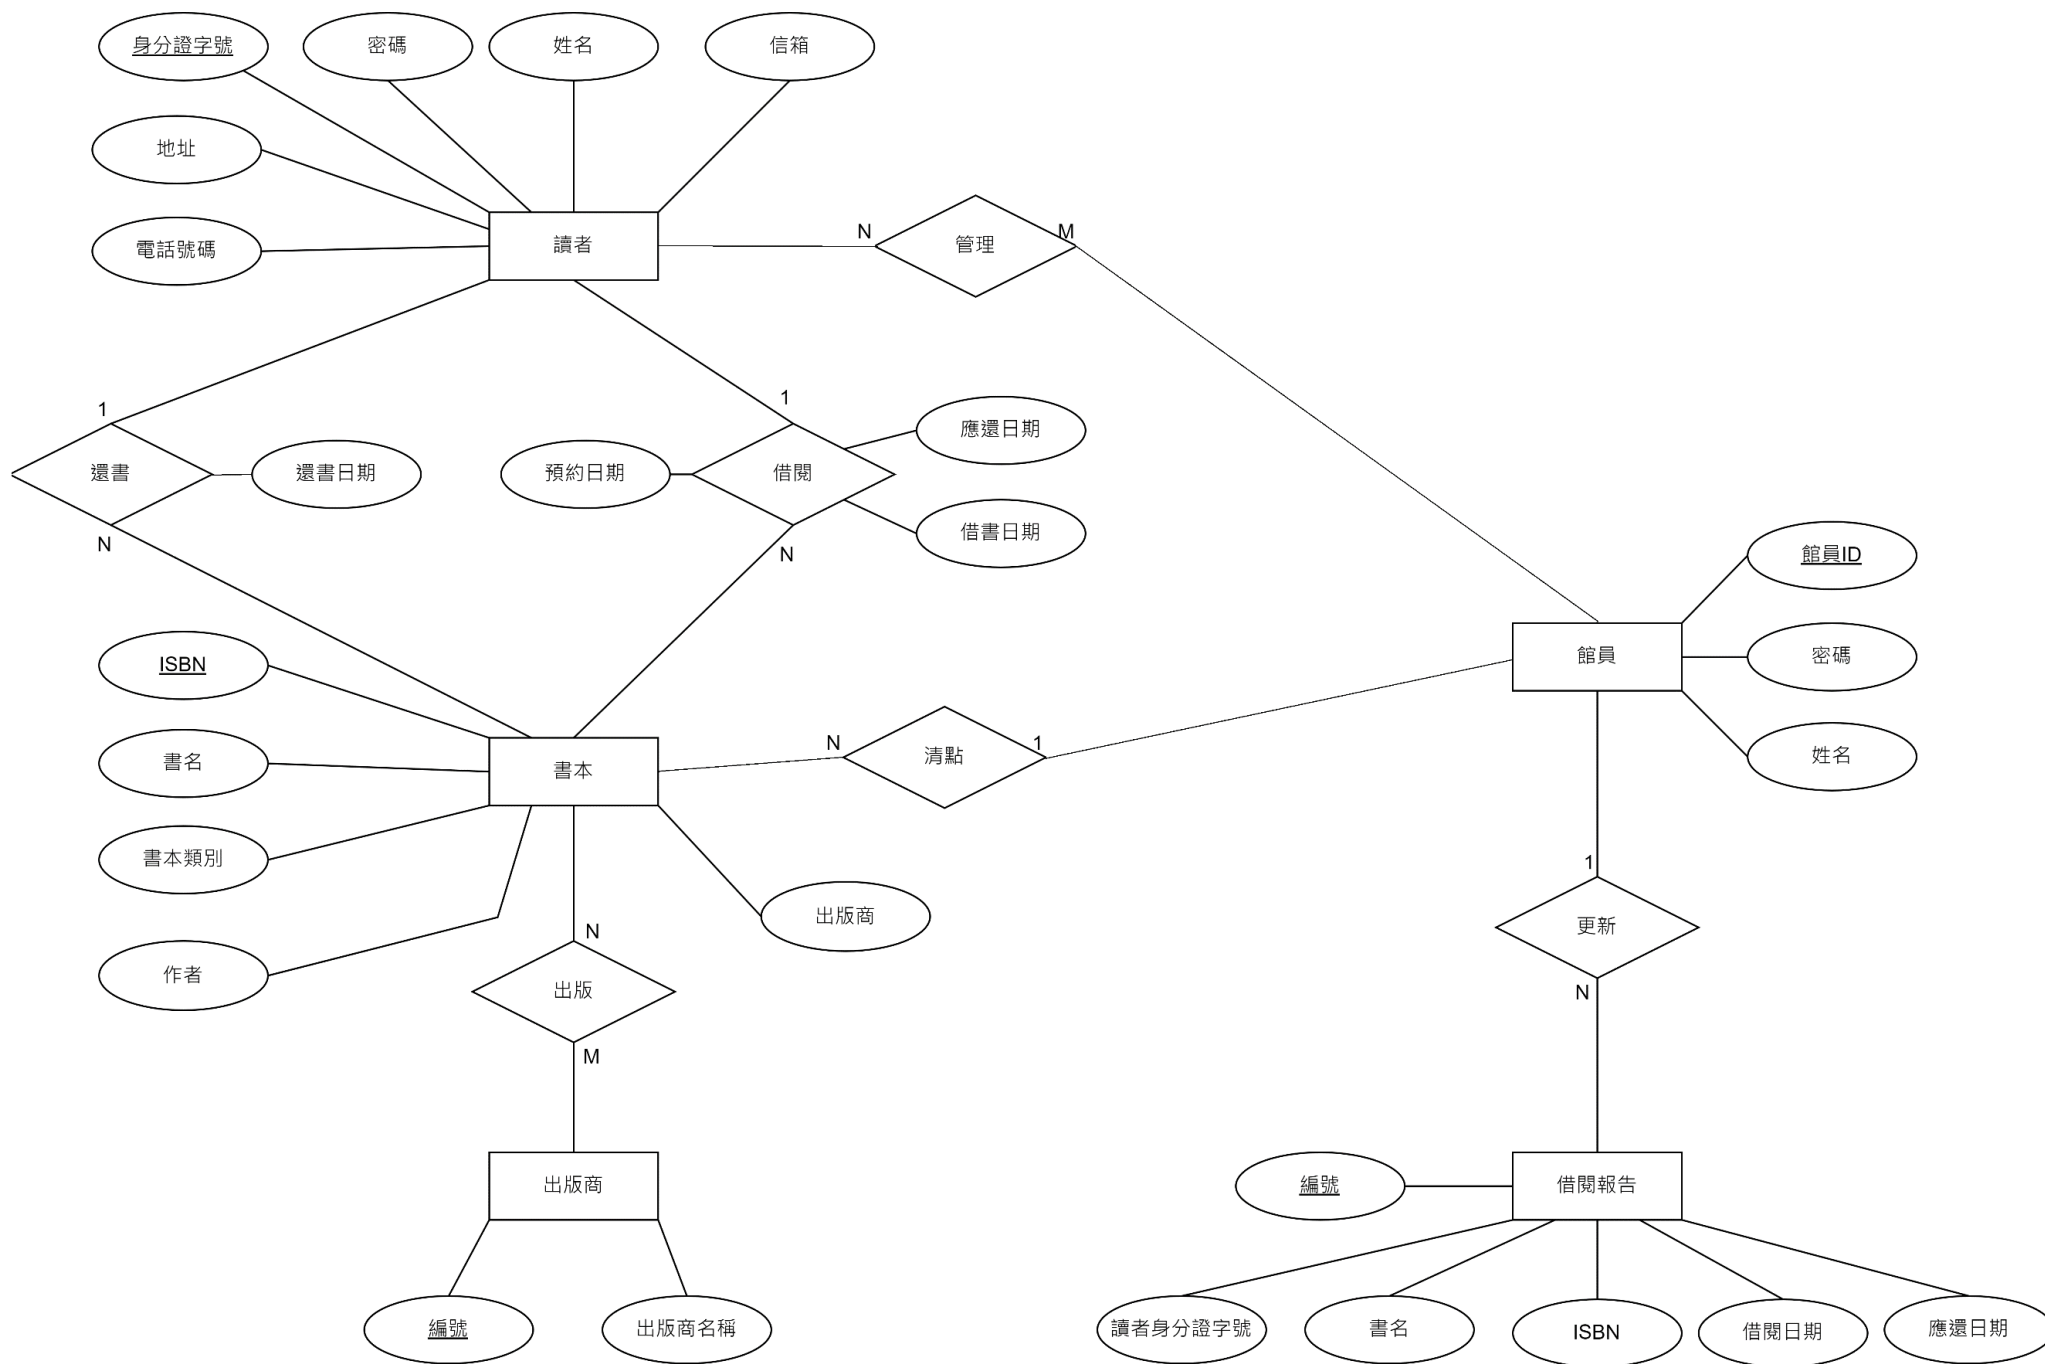 身分證字號
密碼
姓名
信箱
地址
電話號碼
讀者
N
管理
M
1
1
還書
還書日期
預約日期
借閱
應還日期
借書日期
N
N
館員ID
館員
密碼
姓名
ISBN
書名
書本
N
清點
1
書本類別
出版商
作者
N
出版
M
1
更新
N
出版商
編號
出版商名稱
編號
借閱報告
讀者身分證字號
書名
ISBN
借閱日期
應還日期